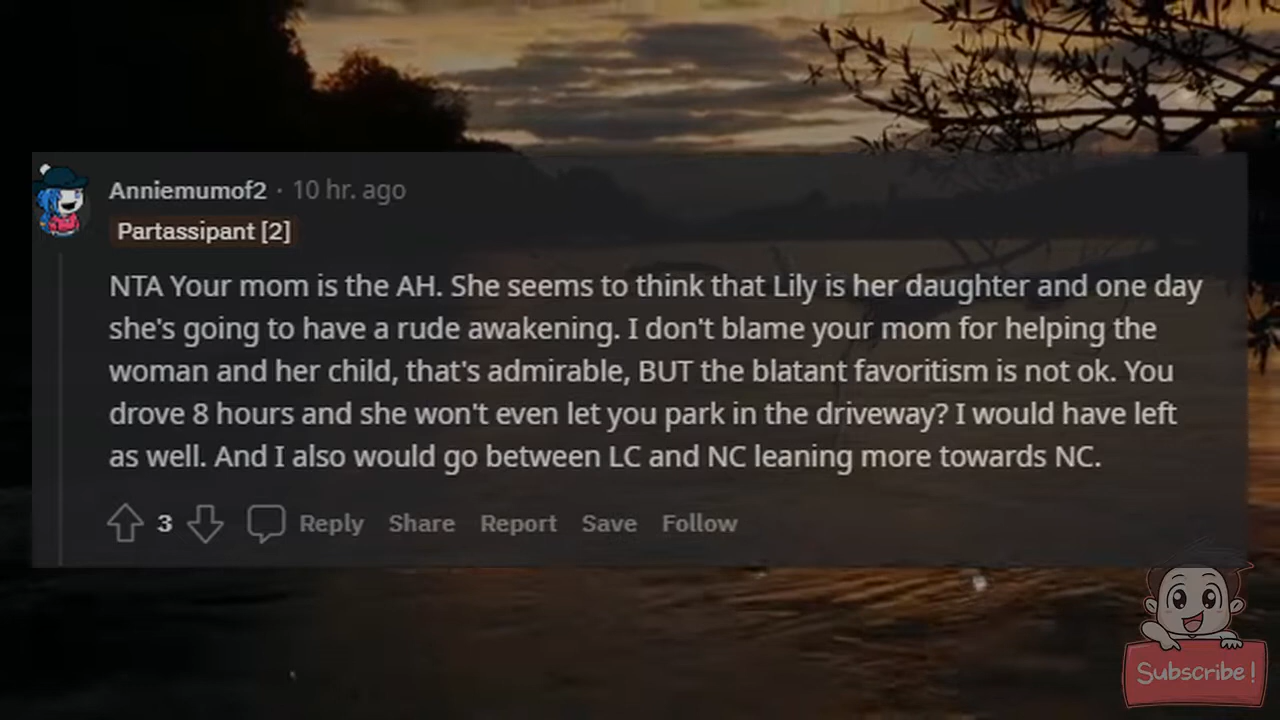 Anniemumof2 · 10 hr. ago
Partassipant [2]
NTA Your mom is the AH. She seems to think that Lily is her daughter and one day
she's going to have a rude awakening. I don't blame your mom for helping the
woman and her child, that's admirable, BUT the blatant favoritism is not ok. You
drove 8 hours and she won't even let you park in the driveway? I would have left
as well. And I also would go between LC and NC leaning more towards NC.
3 Reply Share Report Save Follow
Subscribe!